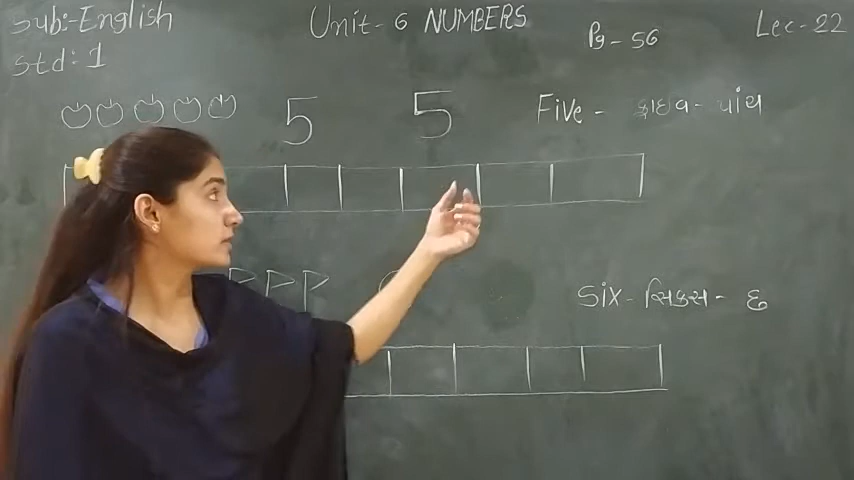 Sub:-English
Unit-6 NUMBERS
Pg-56
Lec-22
Std:1
5 5 Five - ફાઇવ - પાંચ
Six - સિક્સ - ૬